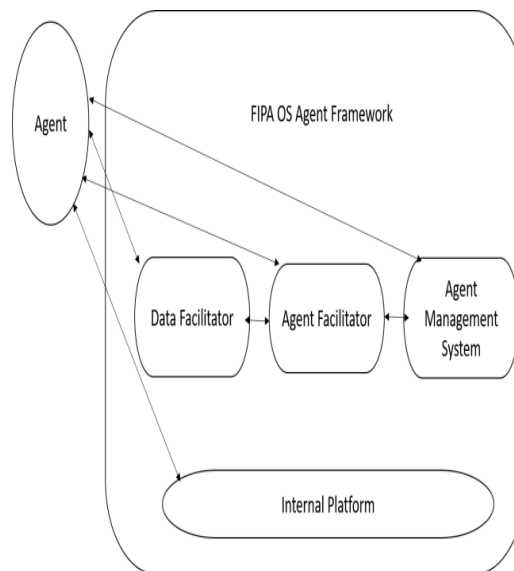 FIPA OS Agent Framework
Agent
Data Facilitator
Agent Facilitator
Agent
Management
System
Internal Platform